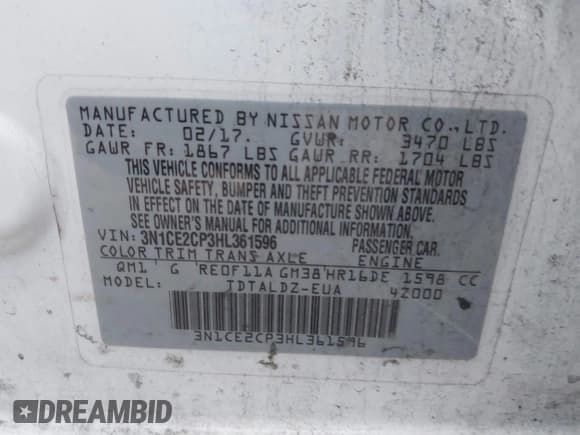 MANUFACTURED BY NISSAN MOTOR CO., LTD.
DATE: 02/17. GVWR: 3470 LBS
GAWR FR: 1867 LBS GAWR RR: 1704 LBS
THIS VEHICLE CONFORMS TO ALL APPLICABLE FEDERAL MOTOR
VEHICLE SAFETY, BUMPER AND THEFT PREVENTION STANDARDS
IN EFFECT ON THE DATE OF MANUFACTURE SHOWN ABOVE.
SEE OWNER'S MANUAL FOR ADDITIONAL INFORMATION.
VIN: 3N1CE2CP3HL361596 PASSENGER CAR.
COLOR TRIM TRANS AXLE ENGINE
QM1 G RE0F11A GM38 HR16DE 1598 CC
MODEL: TDTALDZ-EUA 42000
3N1CE2CP3HL361596
DREAMBID